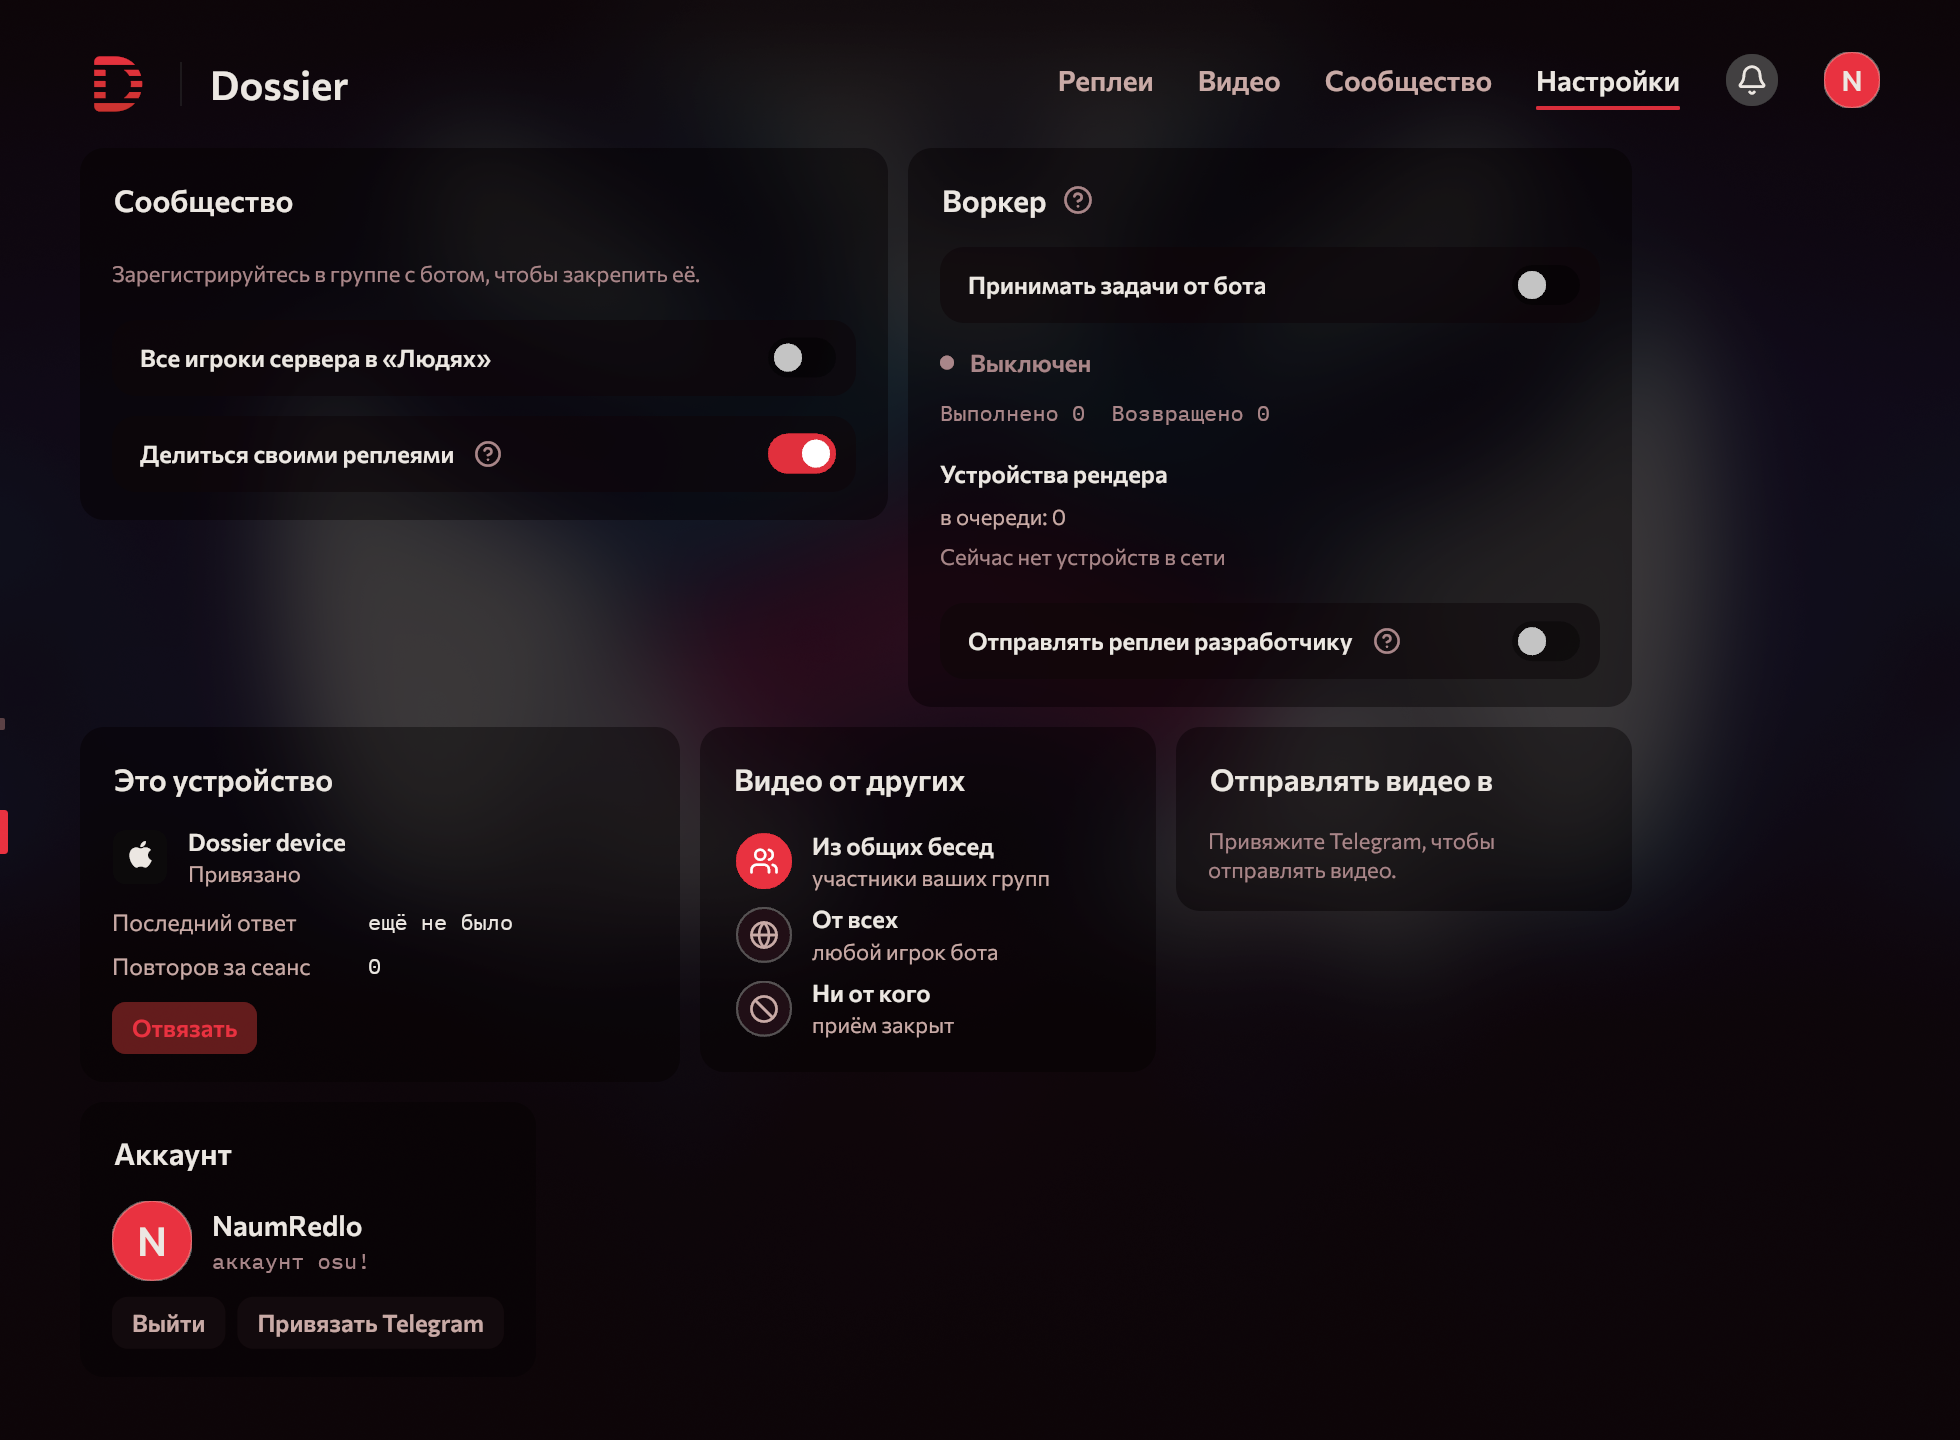 Dossier
Реплеи
Видео
Сообщество
Настройки
N
Сообщество
Зарегистрируйтесь в группе с ботом, чтобы закрепить её.
Все игроки сервера в «Людях»
Делиться своими реплеями
Воркер
Принимать задачи от бота
Выключен
Выполнено 0 Возвращено 0
Устройства рендера
в очереди: 0
Сейчас нет устройств в сети
Отправлять реплеи разработчику
Это устройство
Dossier device
Привязано
Последний ответ ещё не было
Повторов за сеанс 0
Отвязать
Видео от других
Из общих бесед
участники ваших групп
От всех
любой игрок бота
Ни от кого
приём закрыт
Отправлять видео в
Привяжите Telegram, чтобы
отправлять видео.
Аккаунт
N
NaumRedlo
аккаунт osu!
Выйти
Привязать Telegram